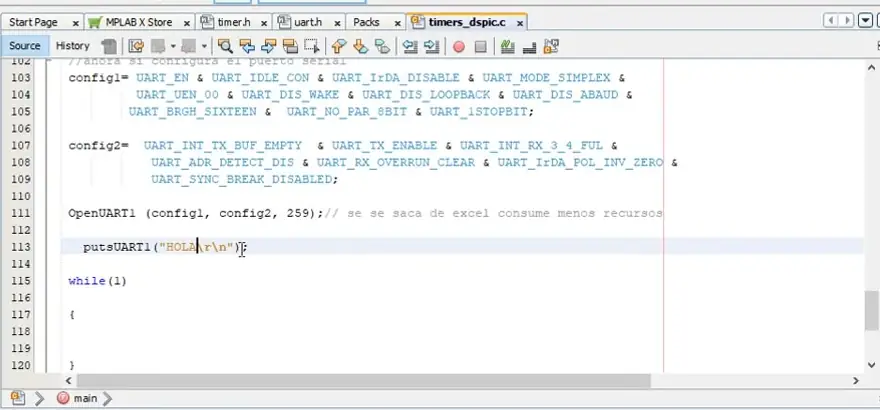 Start Page
MPLAB X Store
timer.h
uart.h
Packs
timers_dspic.c
Source
History
102 //ahora si configura el puerto serial
103 config1= UART_EN & UART_IDLE_CON & UART_IrDA_DISABLE & UART_MODE_SIMPLEX &
104 UART_UEN_00 & UART_DIS_WAKE & UART_DIS_LOOPBACK & UART_DIS_ABAUD &
105 UART_BRGH_SIXTEEN & UART_NO_PAR_8BIT & UART_1STOPBIT;
106
107 config2= UART_INT_TX_BUF_EMPTY & UART_TX_ENABLE & UART_INT_RX_3_4_FUL &
108 UART_ADR_DETECT_DIS & UART_RX_OVERRUN_CLEAR & UART_IrDA_POL_INV_ZERO &
109 UART_SYNC_BREAK_DISABLED;
110
111 OpenUART1 (config1, config2, 259);// se se saca de excel consume menos recursos
112
113 putsUART1("HOLA\r\n");
114
115 while(1)
116
117 {
118
119
120 }
main